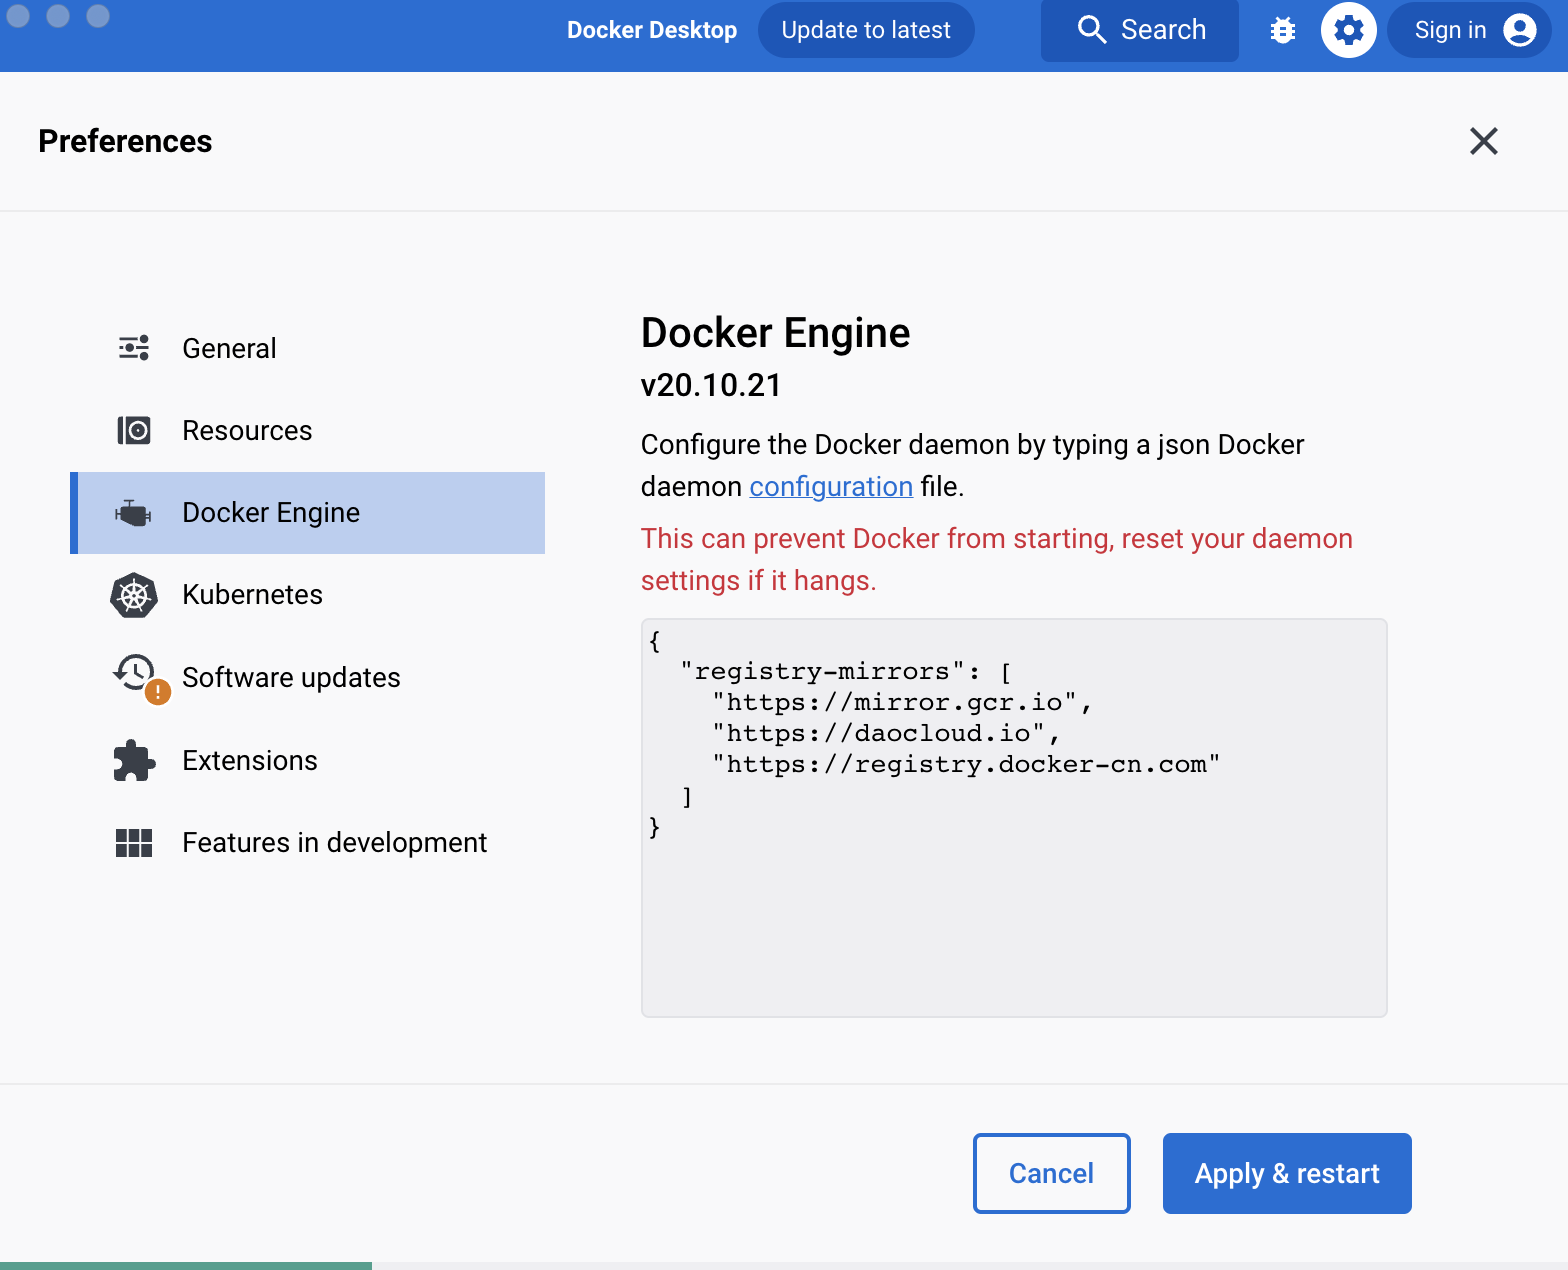 Docker Desktop
Update to latest
Search
Sign in
Preferences
General
Resources
Docker Engine
Kubernetes
Software updates
Extensions
Features in development
Docker Engine
v20.10.21
Configure the Docker daemon by typing a json Docker
daemon configuration file.
This can prevent Docker from starting, reset your daemon
settings if it hangs.
{
  "registry-mirrors": [
    "https://mirror.gcr.io",
    "https://daocloud.io",
    "https://registry.docker-cn.com"
  ]
}
Cancel
Apply & restart